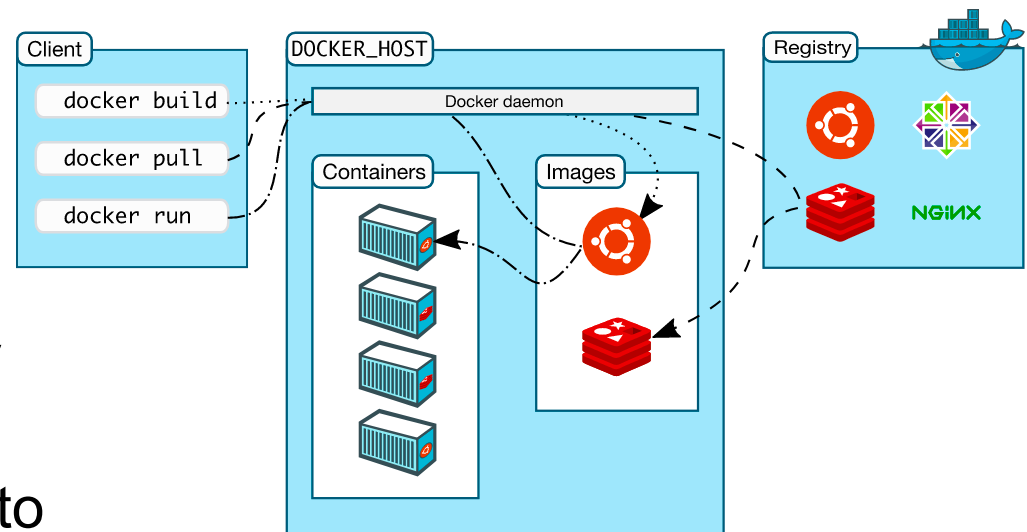 Client
docker build
docker pull
docker run
DOCKER_HOST
Docker daemon
Containers
Images
Registry
NGINX
to